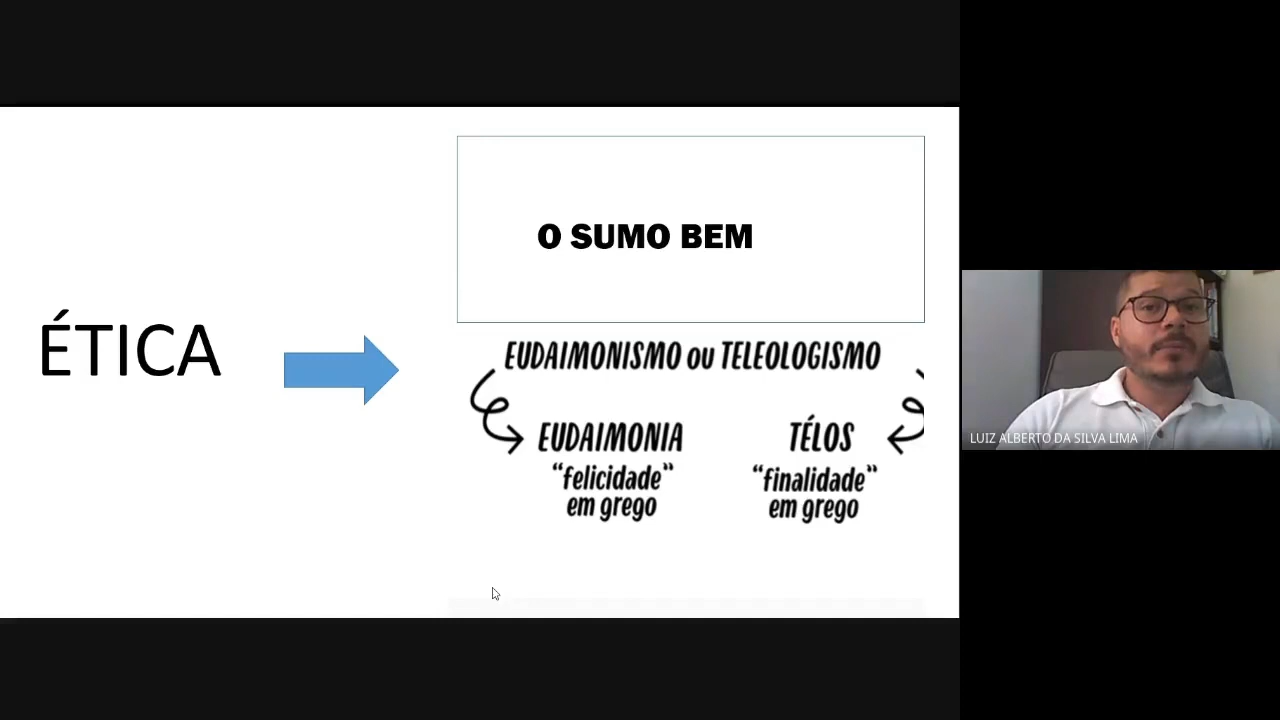 ÉTICA
O SUMO BEM
EUDAIMONISMO ou TELEOLOGISMO
EUDAIMONIA
“felicidade”
em grego
TÉLOS
“finalidade”
em grego
LUIZ ALBERTO DA SILVA LIMA